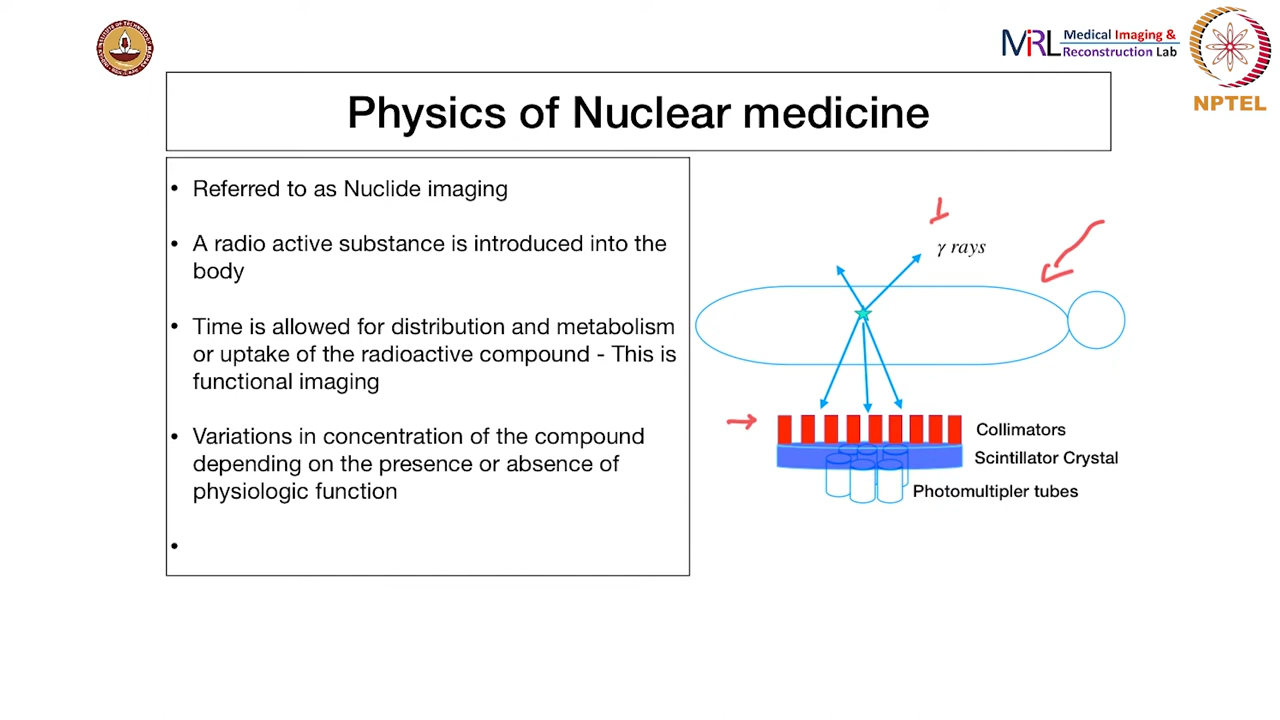 MiRL Medical Imaging &
Reconstruction Lab
NPTEL
Physics of Nuclear medicine
• Referred to as Nuclide imaging
• A radio active substance is introduced into the
body
• Time is allowed for distribution and metabolism
or uptake of the radioactive compound - This is
functional imaging
• Variations in concentration of the compound
depending on the presence or absence of
physiologic function
•
γ rays
Collimators
Scintillator Crystal
Photomultipler tubes